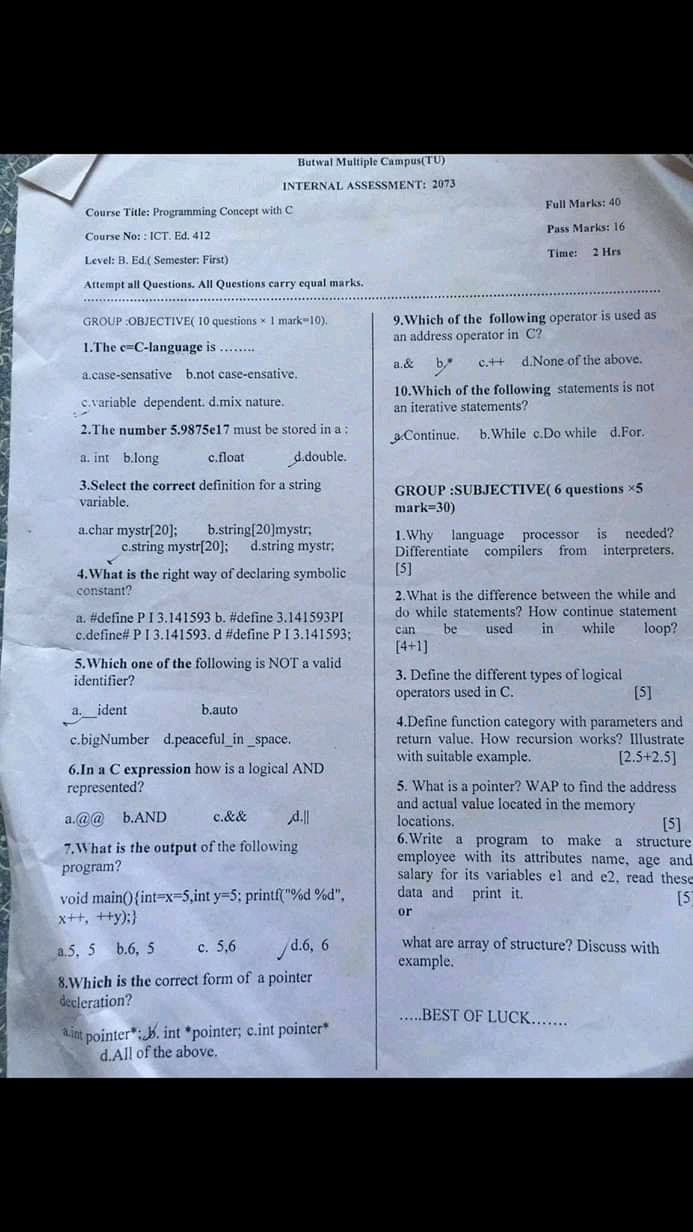 Butwal Multiple Campus(TU)
INTERNAL ASSESSMENT: 2073
Course Title: Programming Concept with C
Full Marks: 40
Course No: : ICT. Ed. 412
Pass Marks: 16
Level: B. Ed.( Semester: First)
Time: 2 Hrs
Attempt all Questions. All Questions carry equal marks.
GROUP :OBJECTIVE( 10 questions × 1 mark=10).
1.The c=C-language is ........
a.case-sensative b.not case-ensative.
c.variable dependent. d.mix nature.
2.The number 5.9875e17 must be stored in a :
a. int b.long c.float d.double.
3.Select the correct definition for a string
variable.
a.char mystr[20]; b.string[20]mystr;
c.string mystr[20]; d.string mystr;
4.What is the right way of declaring symbolic
constant?
a. #define P I 3.141593 b. #define 3.141593PI
c.define# P I 3.141593. d #define P I 3.141593;
5.Which one of the following is NOT a valid
identifier?
a.__ident b.auto
c.bigNumber d.peaceful_in _space.
6.In a C expression how is a logical AND
represented?
a.@@ b.AND c.&& d.||
7.What is the output of the following
program?
void main(){int=x=5,int y=5; printf("%d %d",
x++, ++y);}
a.5, 5 b.6, 5 c. 5,6 d.6, 6
8.Which is the correct form of a pointer
decleration?
a.int pointer*; b. int *pointer; c.int pointer*
d.All of the above.
9.Which of the following operator is used as
an address operator in C?
a.& b.* c.++ d.None of the above.
10.Which of the following statements is not
an iterative statements?
a.Continue. b.While c.Do while d.For.
GROUP :SUBJECTIVE( 6 questions ×5
mark=30)
1.Why language processor is needed?
Differentiate compilers from interpreters.
[5]
2.What is the difference between the while and
do while statements? How continue statement
can be used in while loop?
[4+1]
3. Define the different types of logical
operators used in C. [5]
4.Define function category with parameters and
return value. How recursion works? Illustrate
with suitable example. [2.5+2.5]
5. What is a pointer? WAP to find the address
and actual value located in the memory
locations. [5]
6.Write a program to make a structure
employee with its attributes name, age and
salary for its variables e1 and e2, read these
data and print it. [5
or
what are array of structure? Discuss with
example.
.....BEST OF LUCK.......